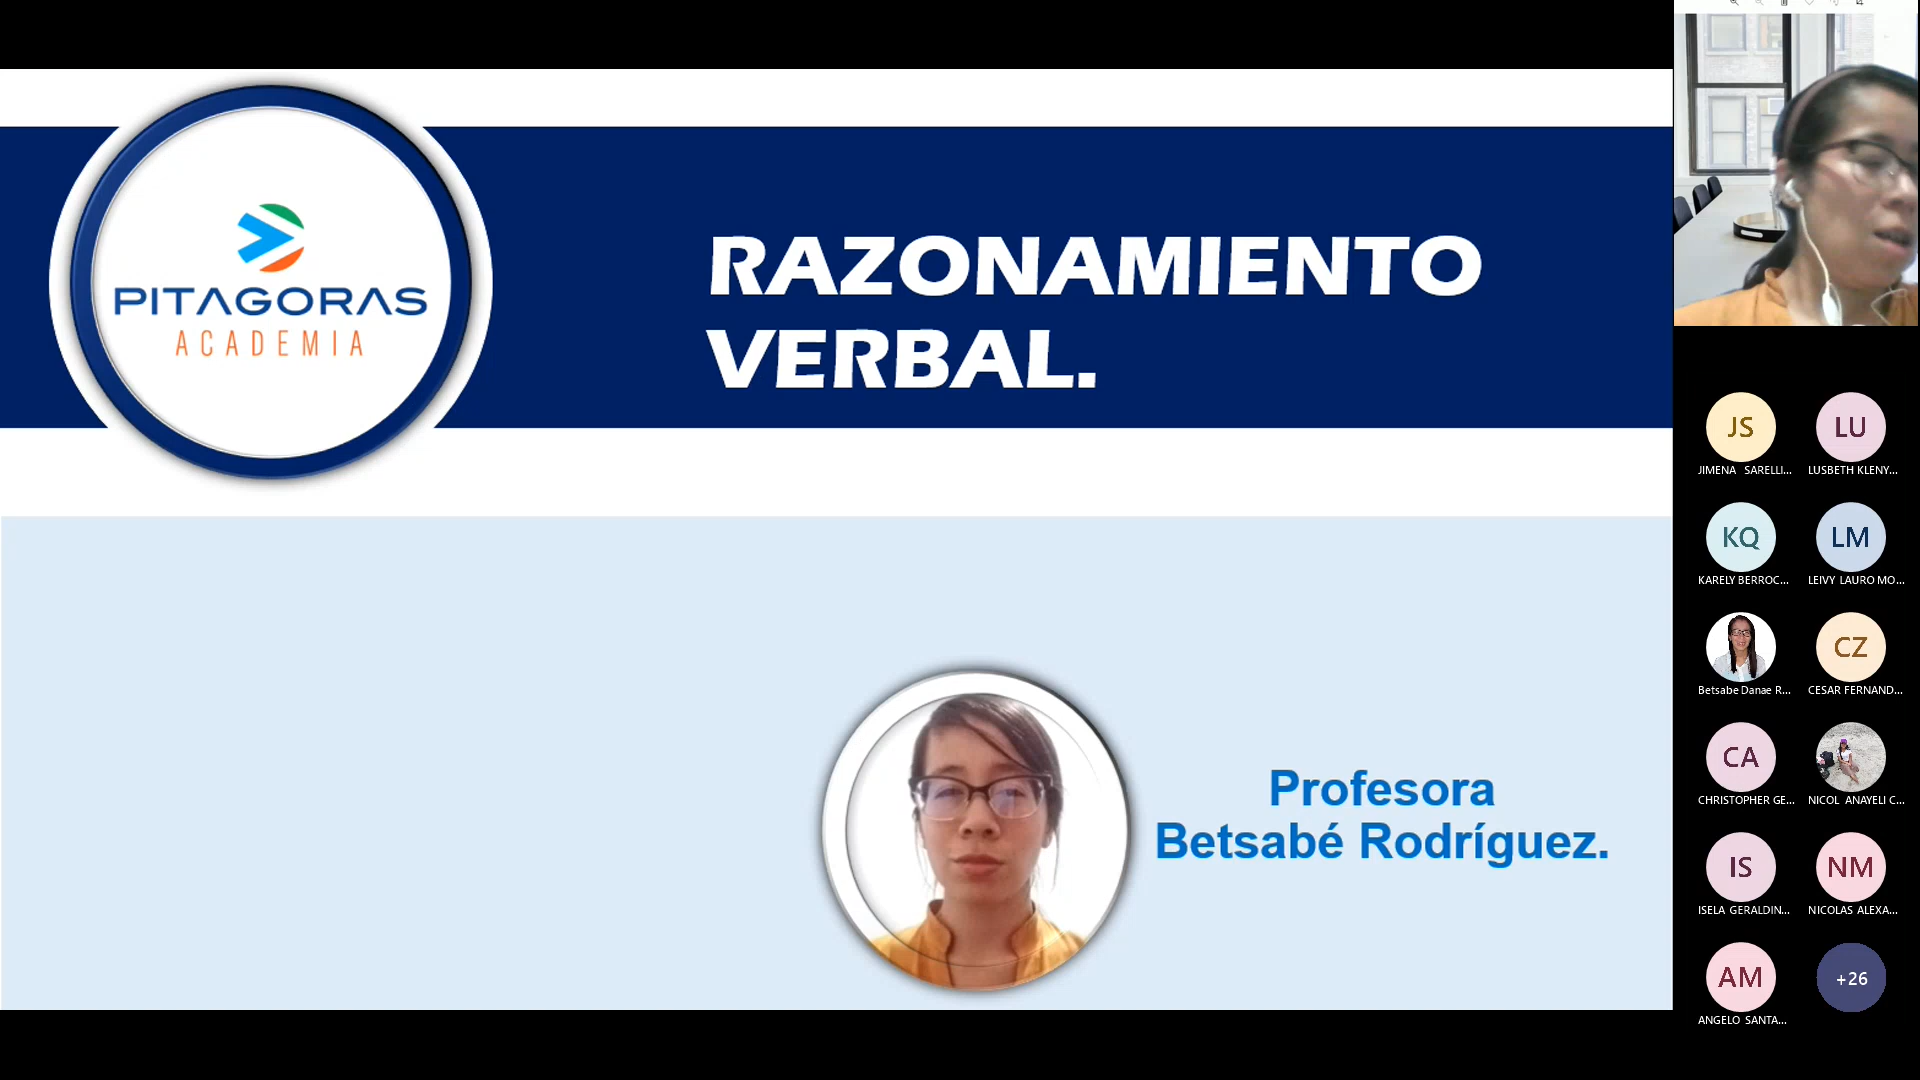 PITAGORAS
ACADEMIA
RAZONAMIENTO
VERBAL.
Profesora
Betsabé Rodríguez.
JS
LU
JIMENA SARELLI...
LUSBETH KLENY...
KQ
LM
KARELY BERROC...
LEIVY LAURO MO...
CZ
Betsabe Danae R...
CESAR FERNAND...
CA
CHRISTOPHER GE...
NICOL ANAYELI C...
IS
NM
ISELA GERALDIN...
NICOLAS ALEXA...
AM
+26
ANGELO SANTA...